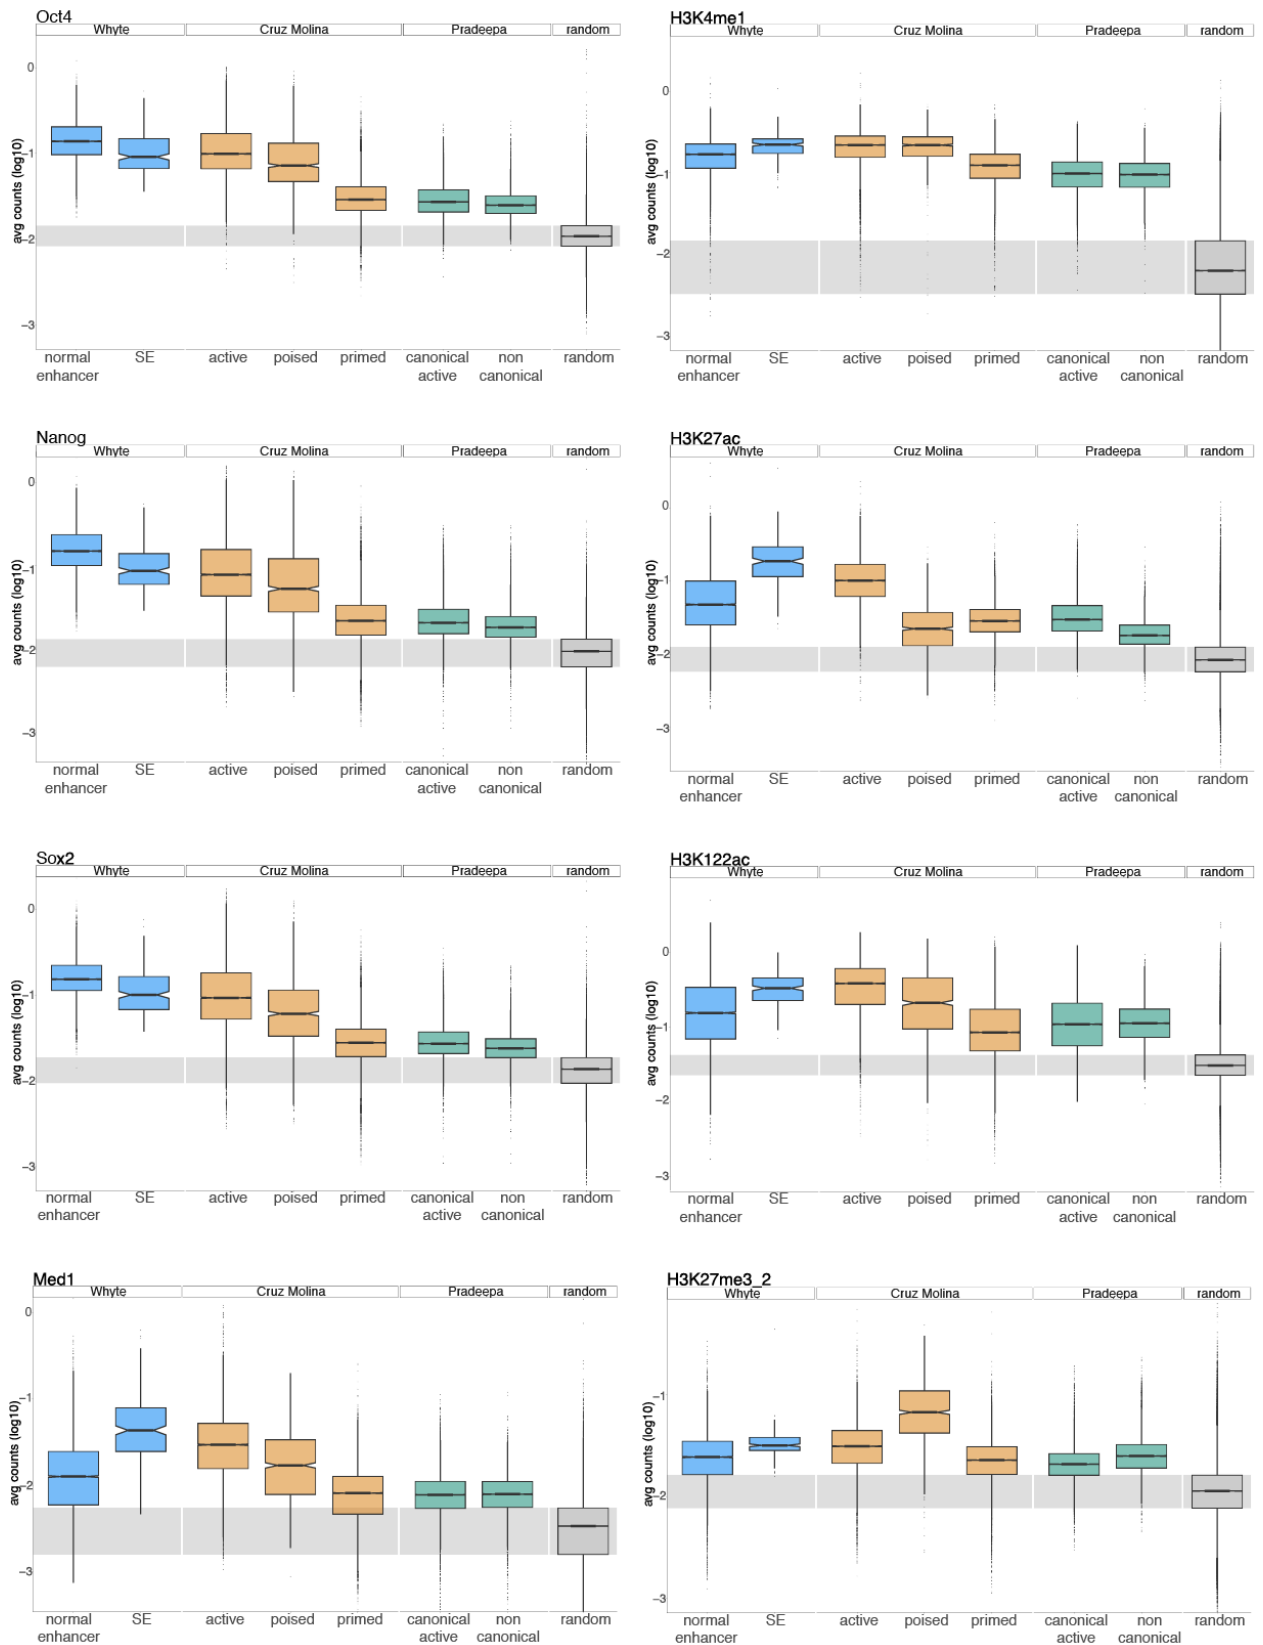 Oct4
Whyte Cruz Molina Pradeepa random
avg counts (log10)
0
−1
−2
−3
normal SE active poised primed canonical non random
enhancer active canonical
H3K4me1
Whyte Cruz Molina Pradeepa random
avg counts (log10)
0
−1
−2
−3
normal SE active poised primed canonical non random
enhancer active canonical
Nanog
Whyte Cruz Molina Pradeepa random
avg counts (log10)
0
−1
−2
−3
normal SE active poised primed canonical non random
enhancer active canonical
H3K27ac
Whyte Cruz Molina Pradeepa random
avg counts (log10)
0
−1
−2
−3
normal SE active poised primed canonical non random
enhancer active canonical
Sox2
Whyte Cruz Molina Pradeepa random
avg counts (log10)
0
−1
−2
−3
normal SE active poised primed canonical non random
enhancer active canonical
H3K122ac
Whyte Cruz Molina Pradeepa random
avg counts (log10)
0
−1
−2
−3
normal SE active poised primed canonical non random
enhancer active canonical
Med1
Whyte Cruz Molina Pradeepa random
avg counts (log10)
0
−1
−2
−3
normal SE active poised primed canonical non random
enhancer active canonical
H3K27me3_2
Whyte Cruz Molina Pradeepa random
avg counts (log10)
−1
−2
−3
normal SE active poised primed canonical non random
enhancer active canonical